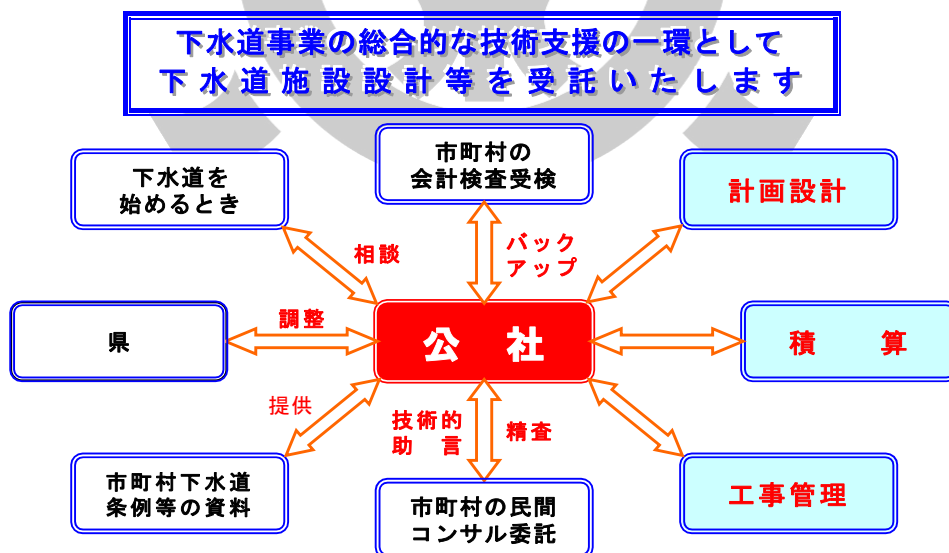 下水道事業の総合的な技術支援の一環として
下水道施設設計等を受託いたします
市町村の
会計検査受検
下水道を
始めるとき
計画設計
相談
バック
アップ
県
調整
公社
積算
提供
技術的
助言
精査
市町村下水道
条例等の資料
市町村の民間
コンサル委託
工事管理